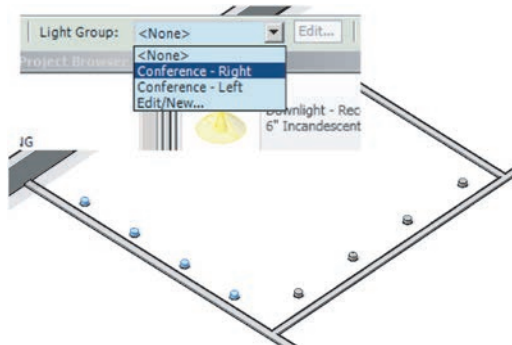 Light Group: <None> Edit...
<None>
Conference - Right
Conference - Left
Edit/New...
Project Browser
Downlight - Rec
6" Incandescent